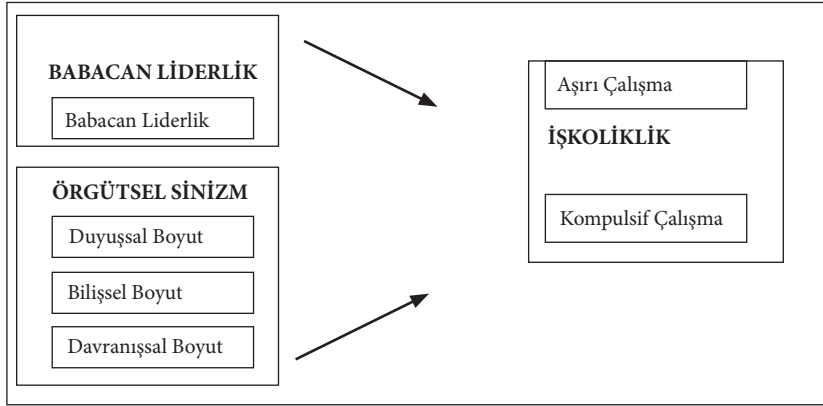 BABACAN LİDERLİK
Babacan Liderlik
ÖRGÜTSEL SİNİZM
Duyuşsal Boyut
Bilişsel Boyut
Davranışsal Boyut
Aşırı Çalışma
İŞKOLİKLİK
Kompulsif Çalışma